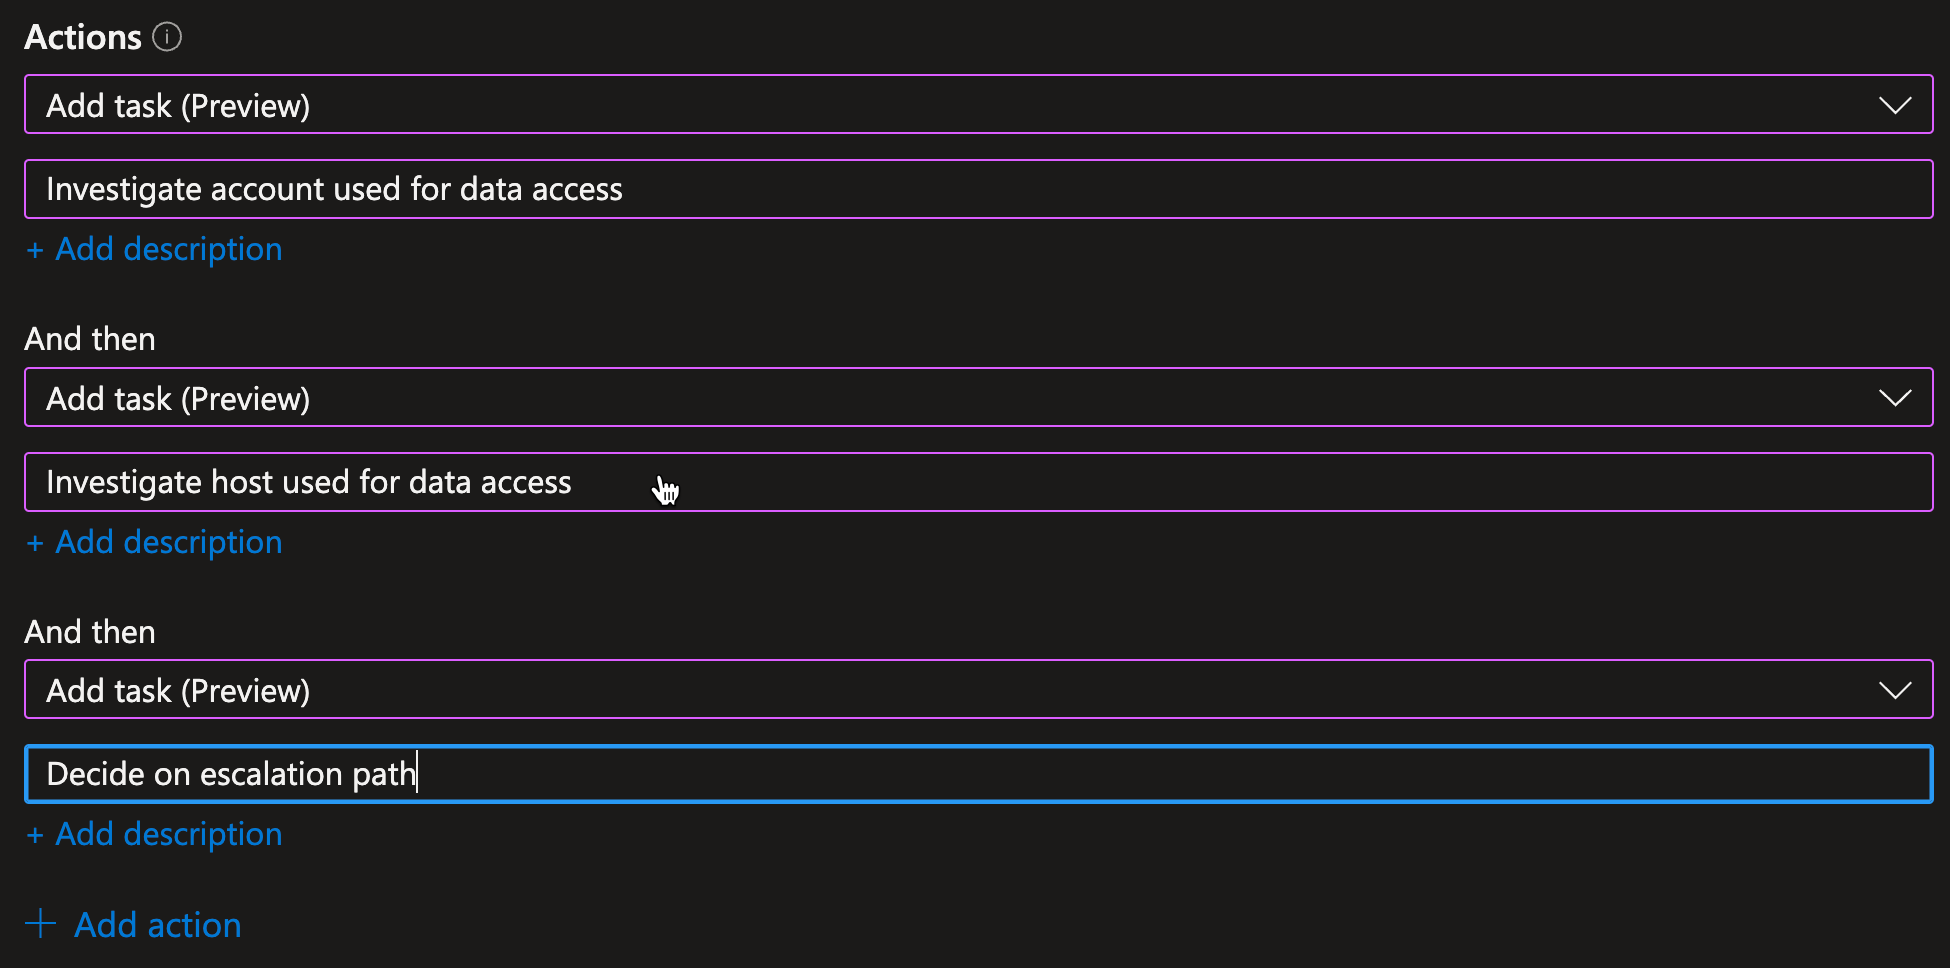 Actions
Add task (Preview)
Investigate account used for data access
+ Add description
And then
Add task (Preview)
Investigate host used for data access
+ Add description
And then
Add task (Preview)
Decide on escalation path
+ Add description
+ Add action